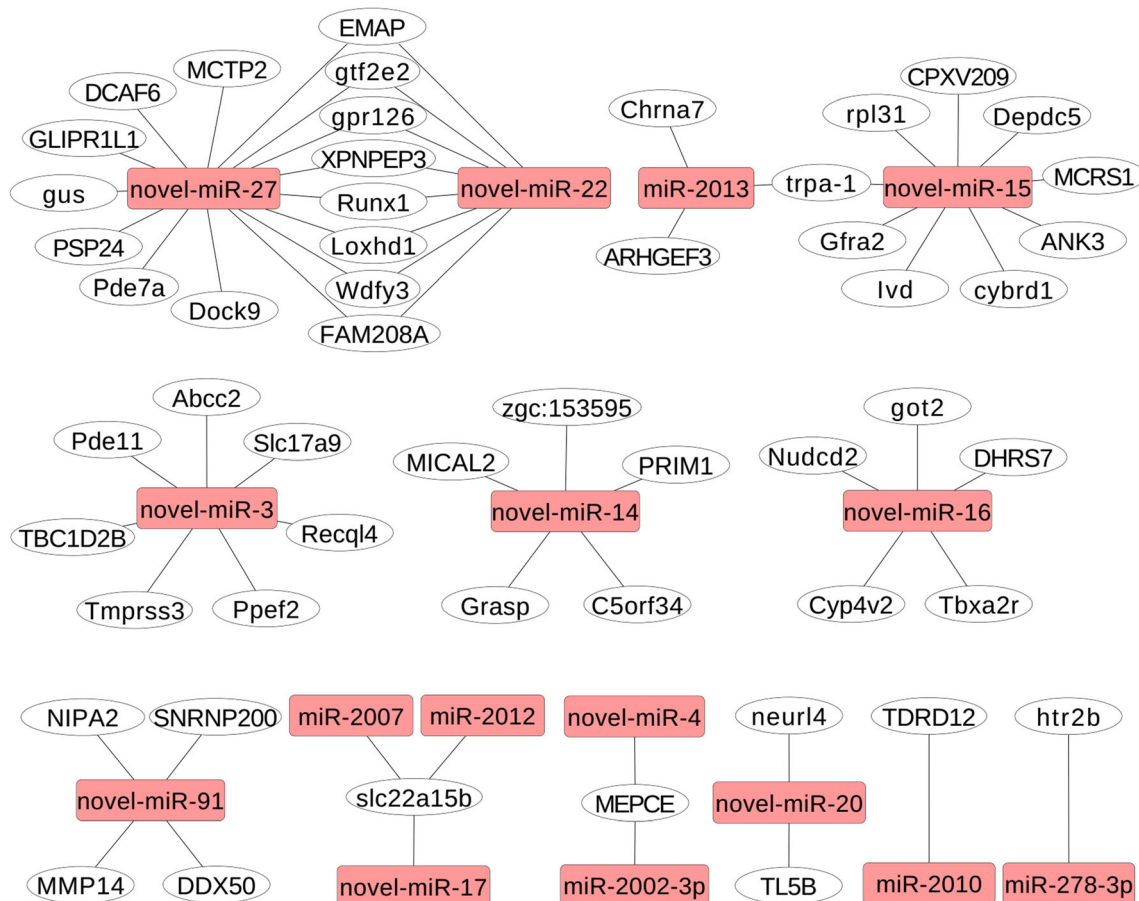 EMAP
MCTP2
gtf2e2
CPXV209
DCAF6
Chrna7
rpl31
Depdc5
gpr126
GLIPR1L1
XPNPEP3
novel-miR-27
novel-miR-22
miR-2013
trpa-1
novel-miR-15
MCRS1
gus
Runx1
PSP24
Loxhd1
ARHGEF3
Gfra2
ANK3
Pde7a
Wdfy3
Ivd
cybrd1
Dock9
FAM208A
Abcc2
zgc:153595
got2
Pde11
Slc17a9
MICAL2
PRIM1
Nudcd2
DHRS7
novel-miR-3
novel-miR-14
novel-miR-16
TBC1D2B
Recql4
Tmprss3
Ppef2
Grasp
C5orf34
Cyp4v2
Tbxa2r
NIPA2
SNRNP200
miR-2007
miR-2012
novel-miR-4
neurl4
TDRD12
htr2b
novel-miR-91
slc22a15b
MEPCE
novel-miR-20
MMP14
DDX50
novel-miR-17
miR-2002-3p
TL5B
miR-2010
miR-278-3p